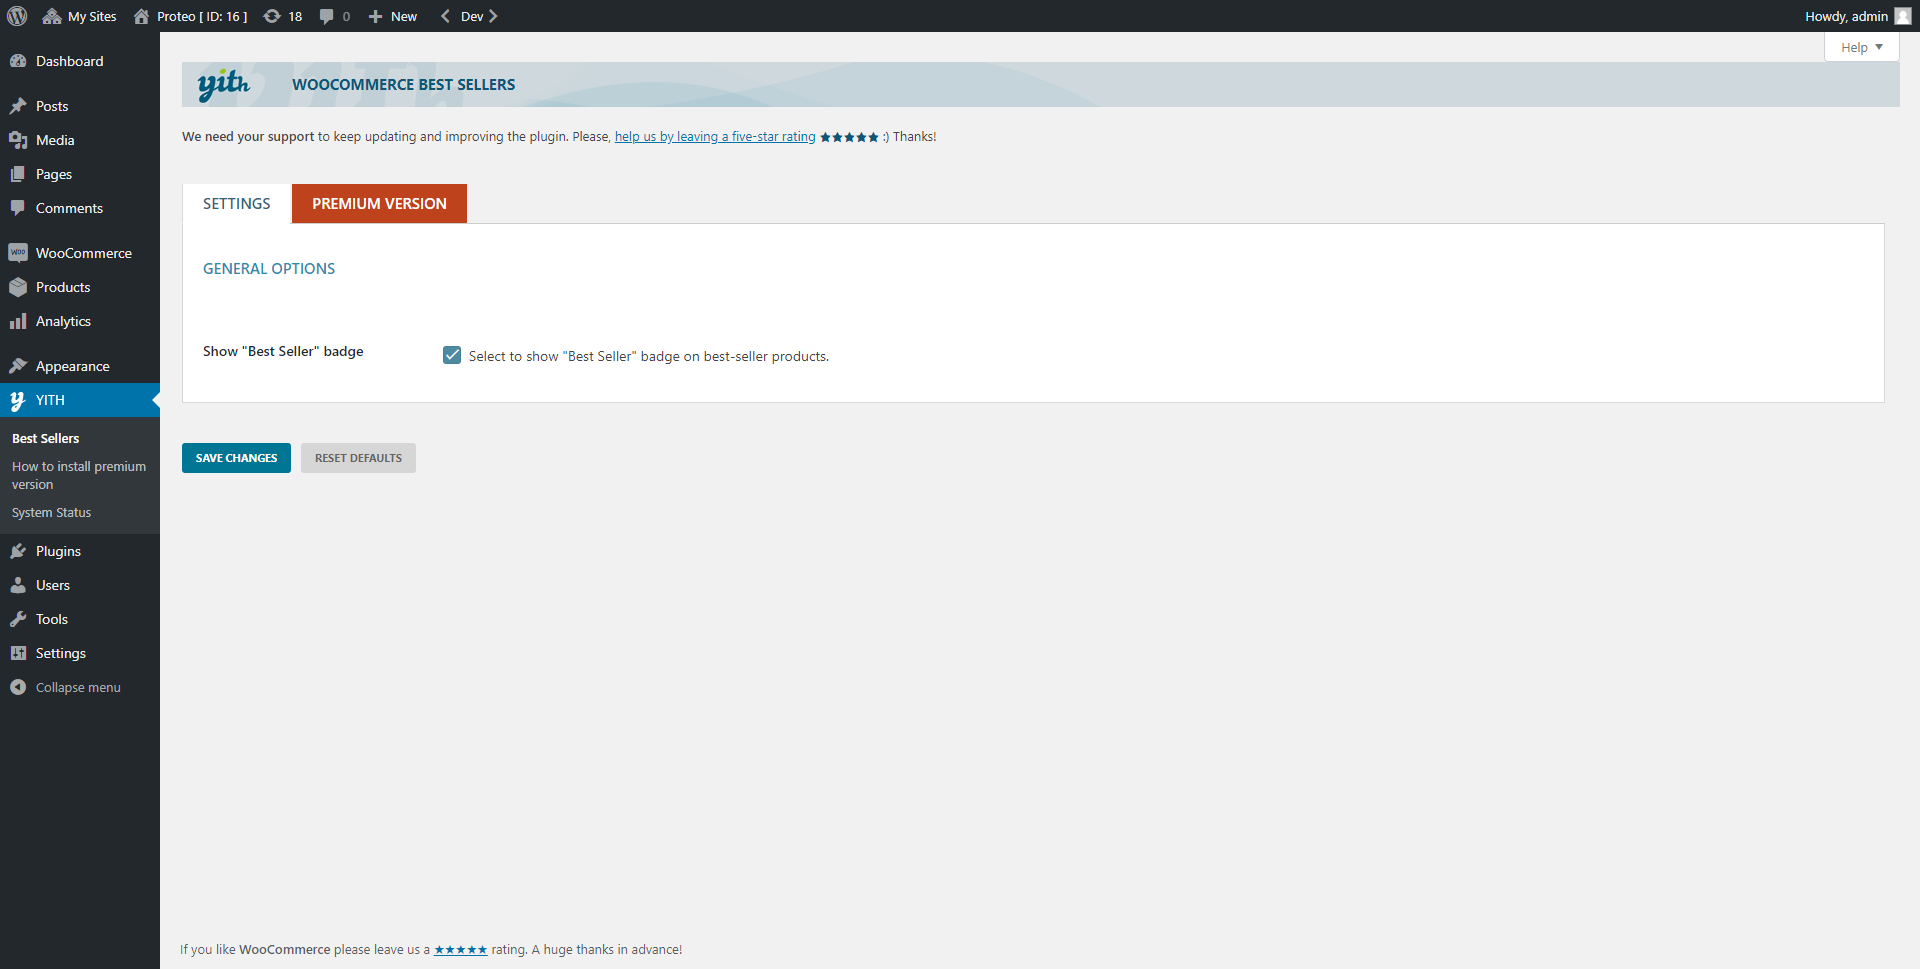 My Sites
Proteo [ ID: 16 ]
18
0
New
Dev
Howdy, admin
Help
Dashboard
Posts
Media
Pages
Comments
WooCommerce
Products
Analytics
Appearance
YITH
Best Sellers
How to install premium
version
System Status
Plugins
Users
Tools
Settings
Collapse menu
yith
WOOCOMMERCE BEST SELLERS
We need your support to keep updating and improving the plugin. Please, help us by leaving a five-star rating ★★★★★ :) Thanks!
SETTINGS
PREMIUM VERSION
GENERAL OPTIONS
Show "Best Seller" badge
Select to show "Best Seller" badge on best-seller products.
SAVE CHANGES
RESET DEFAULTS
If you like WooCommerce please leave us a ★★★★★ rating. A huge thanks in advance!